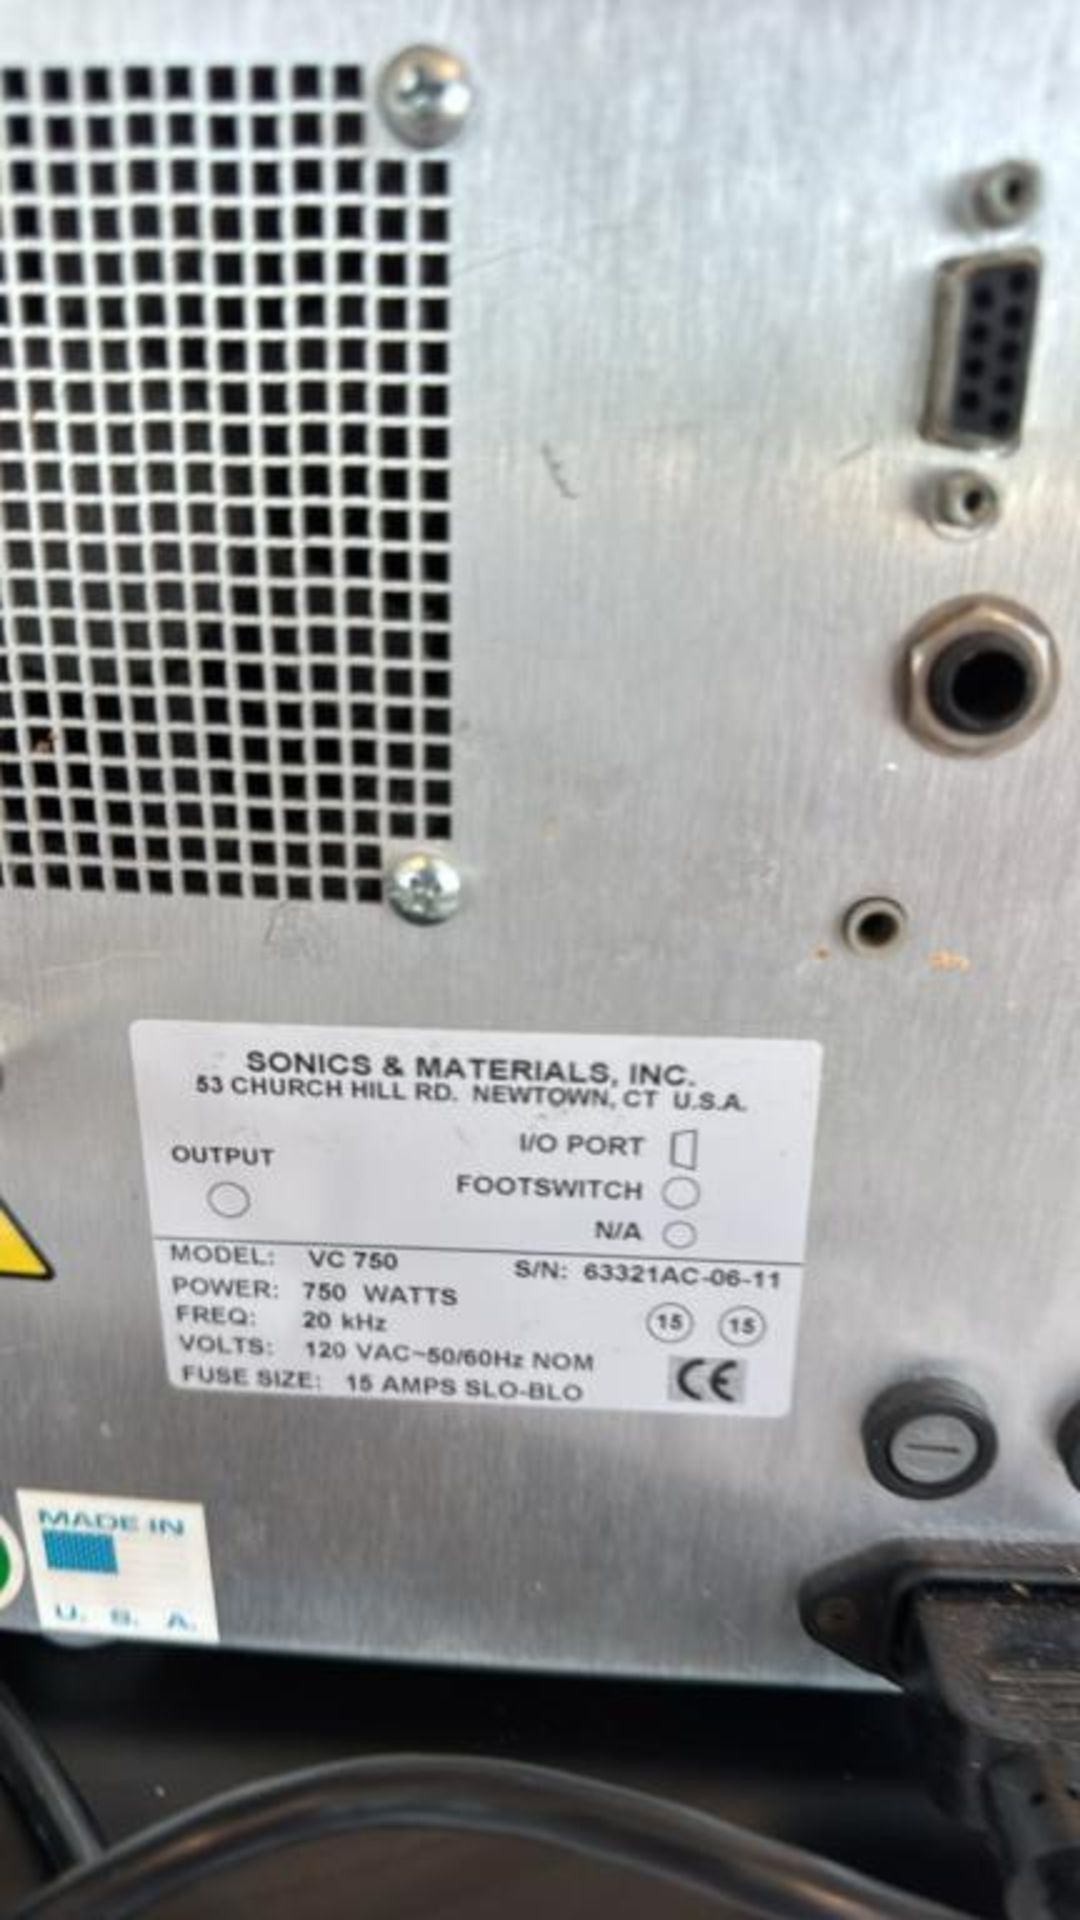 SONICS & MATERIALS, INC.
53 CHURCH HILL RD. NEWTOWN, CT U.S.A.
I/O PORT
OUTPUT
FOOTSWITCH
N/A
MODEL: VC 750
S/N: 63321AC-06-11
POWER: 750 WATTS
FREQ: 20 kHz
15 15
VOLTS: 120 VAC~50/60Hz NOM
FUSE SIZE: 15 AMPS SLO-BLO
CE
MADE IN
U. S. A.